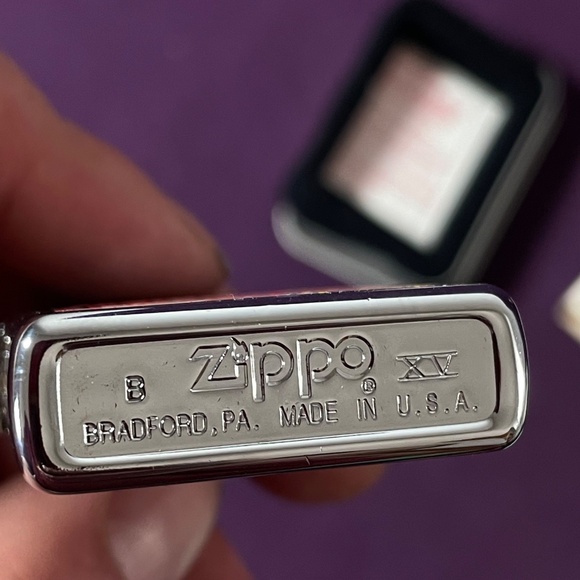 B Zippo® XV
BRADFORD, PA. MADE IN U.S.A.